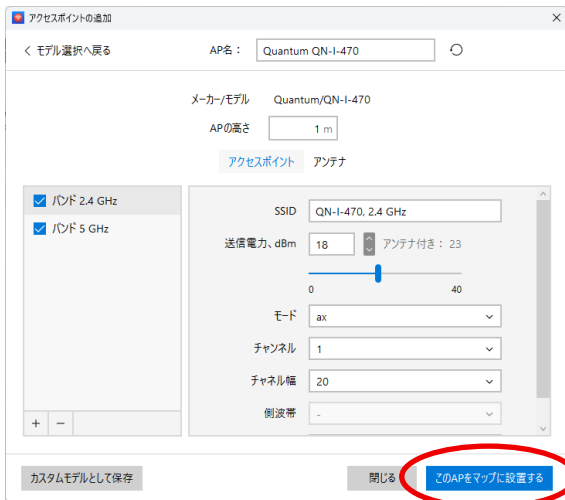 アクセスポイントの追加
モデル選択へ戻る
AP名： Quantum QN-I-470
メーカー/モデル Quantum/QN-I-470
APの高さ 1 m
アクセスポイント アンテナ
バンド 2.4 GHz
バンド 5 GHz
SSID QN-I-470, 2.4 GHz
送信電力、dBm 18 アンテナ付き： 23
0 40
モード ax
チャンネル 1
チャネル幅 20
側波帯 -
+ −
カスタムモデルとして保存 閉じる このAPをマップに設置する